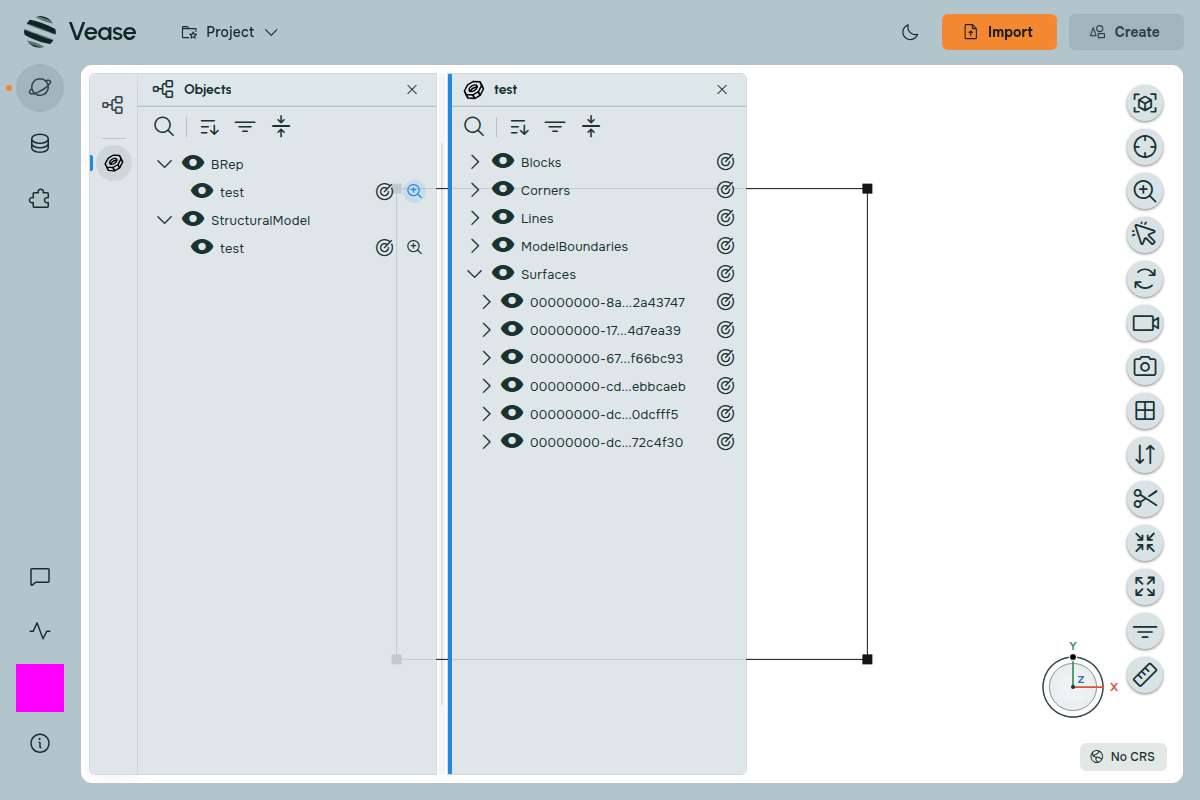 Vease
Project
Import
Create
Objects
BRep
test
StructuralModel
test
test
Blocks
Corners
Lines
ModelBoundaries
Surfaces
00000000-8a...2a43747
00000000-17...4d7ea39
00000000-67...f66bc93
00000000-cd...ebbcaeb
00000000-dc...0dcfff5
00000000-dc...72c4f30
Y
Z
X
No CRS